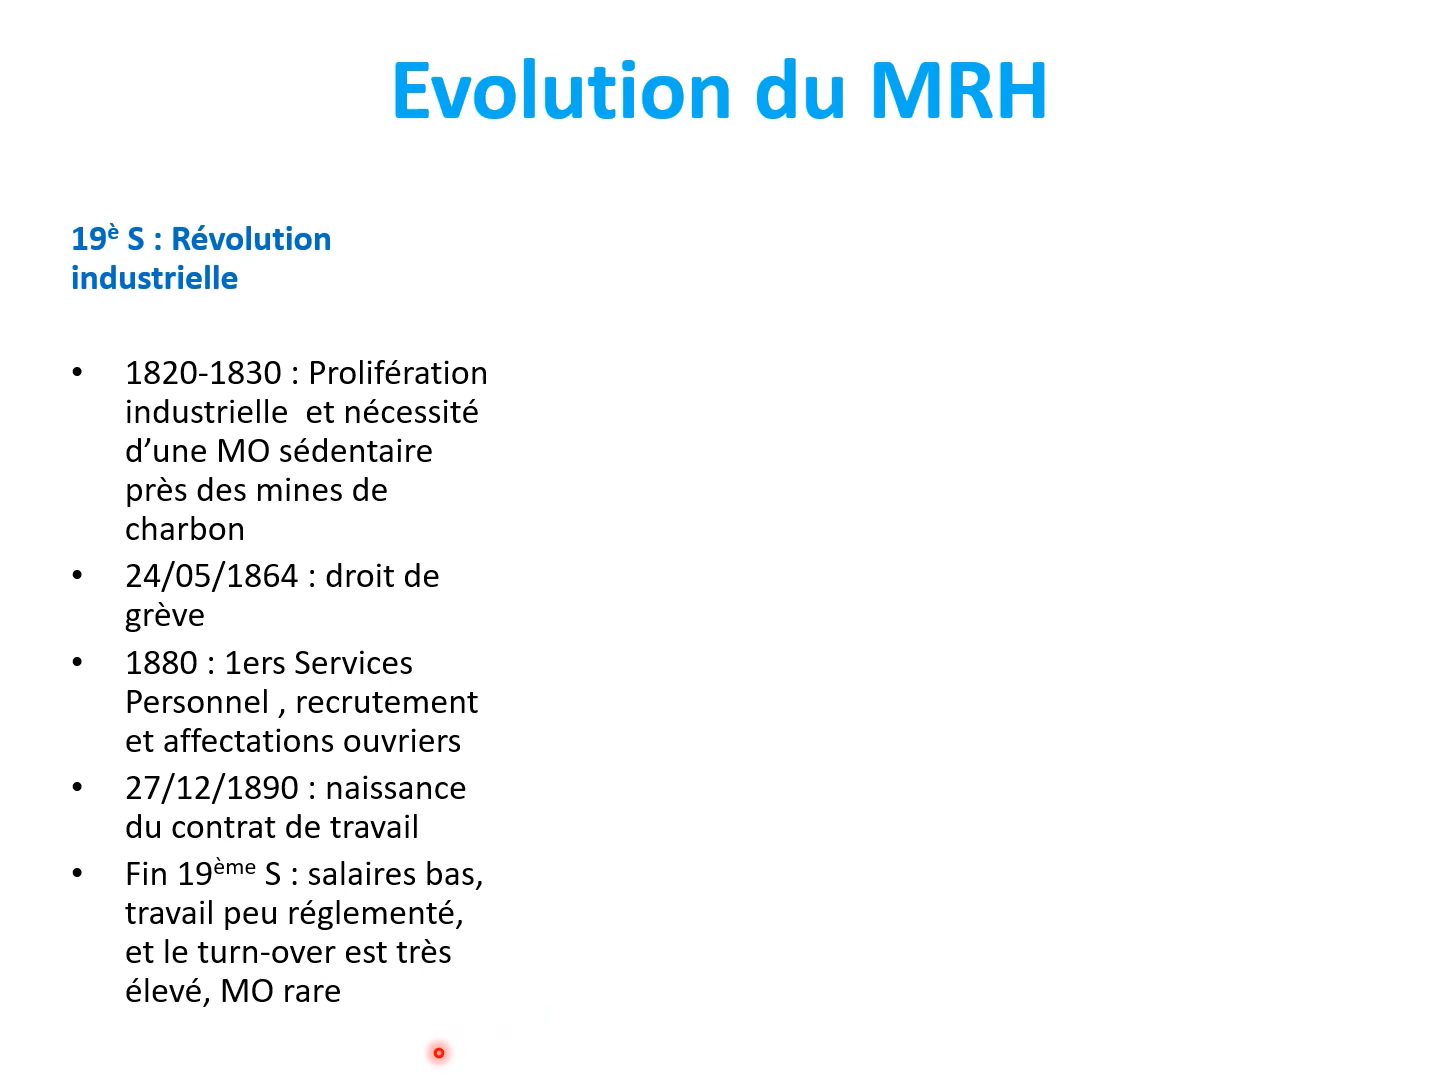 Evolution du MRH
19è S : Révolution
industrielle
• 1820-1830 : Prolifération
industrielle  et nécessité
d’une MO sédentaire
près des mines de
charbon
• 24/05/1864 : droit de
grève
• 1880 : 1ers Services
Personnel , recrutement
et affectations ouvriers
• 27/12/1890 : naissance
du contrat de travail
• Fin 19ème S : salaires bas,
travail peu réglementé,
et le turn-over est très
élevé, MO rare